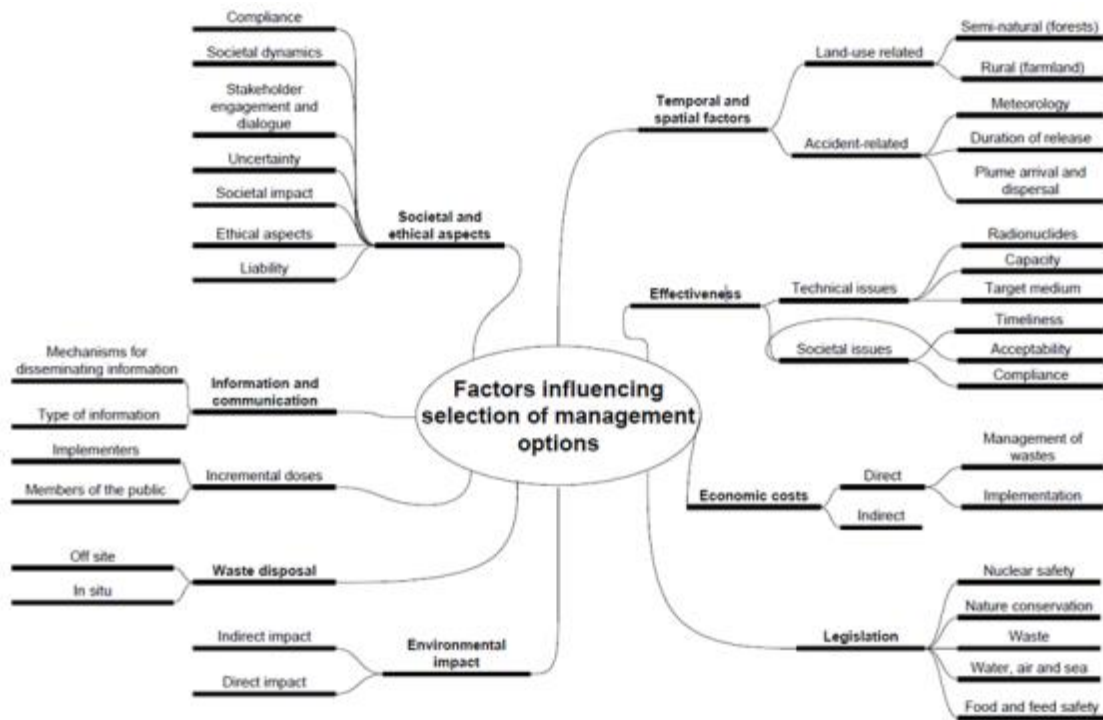 Factors influencing
selection of management
options
Temporal and
spatial factors
Land-use related
Semi-natural (forests)
Rural (farmland)
Accident-related
Meteorology
Duration of release
Plume arrival and
dispersal
Effectiveness
Technical issues
Radionuclides
Capacity
Target medium
Societal issues
Timeliness
Acceptability
Compliance
Economic costs
Direct
Management of
wastes
Implementation
Indirect
Legislation
Nuclear safety
Nature conservation
Waste
Water, air and sea
Food and feed safety
Societal and
ethical aspects
Compliance
Societal dynamics
Stakeholder
engagement and
dialogue
Uncertainty
Societal impact
Ethical aspects
Liability
Information and
communication
Mechanisms for
disseminating information
Type of information
Incremental doses
Implementers
Members of the public
Waste disposal
Off site
In situ
Environmental
impact
Indirect impact
Direct impact